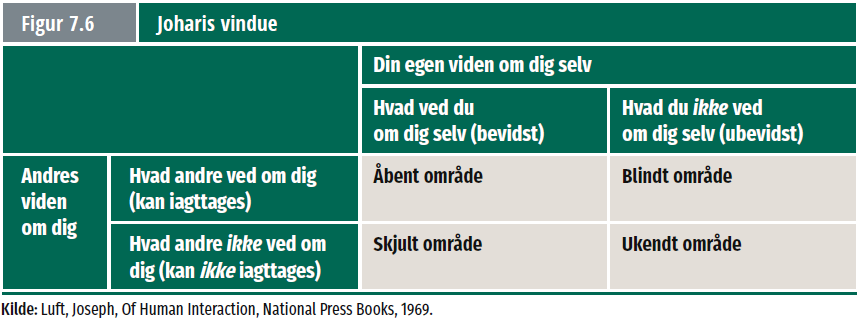 Figur 7.6
Joharis vindue
Din egen viden om dig selv
Hvad ved du
om dig selv (bevidst)
Hvad du ikke ved
om dig selv (ubevidst)
Andres
viden
om dig
Hvad andre ved om dig
(kan iagttages)
Åbent område
Blindt område
Hvad andre ikke ved om
dig (kan ikke iagttages)
Skjult område
Ukendt område
Kilde: Luft, Joseph, Of Human Interaction, National Press Books, 1969.